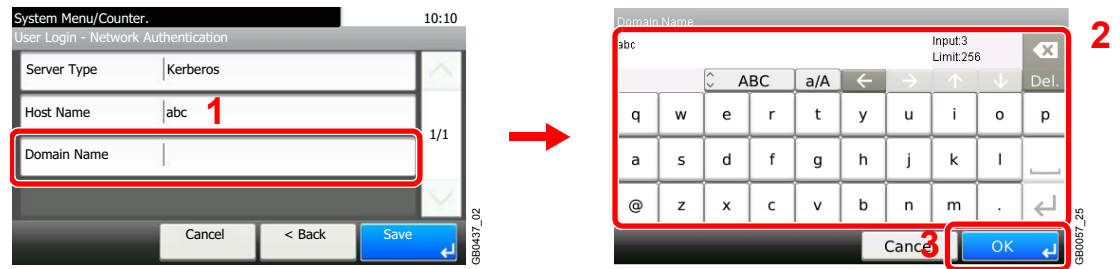 System Menu/Counter. 10:10
User Login - Network Authentication
Server Type Kerberos
Host Name abc 1
1/1
Domain Name
Cancel < Back Save
GB0437_02
Domain Name
2
abc Input:3
Limit:256
ABC a/A ← → ↑ ↓ Del.
q w e r t y u i o p
a s d f g h j k l
@ z x c v b n m .
Cance 3 OK
GB0057_25